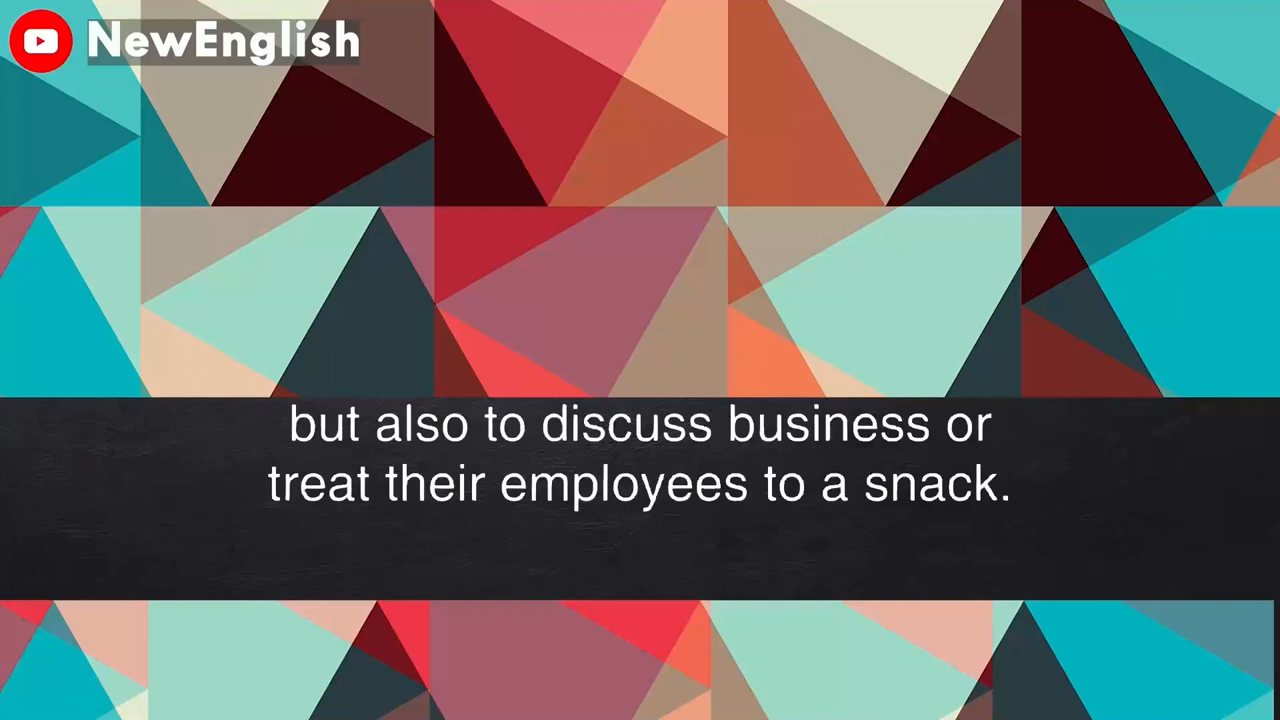 NewEnglish
but also to discuss business or
treat their employees to a snack.